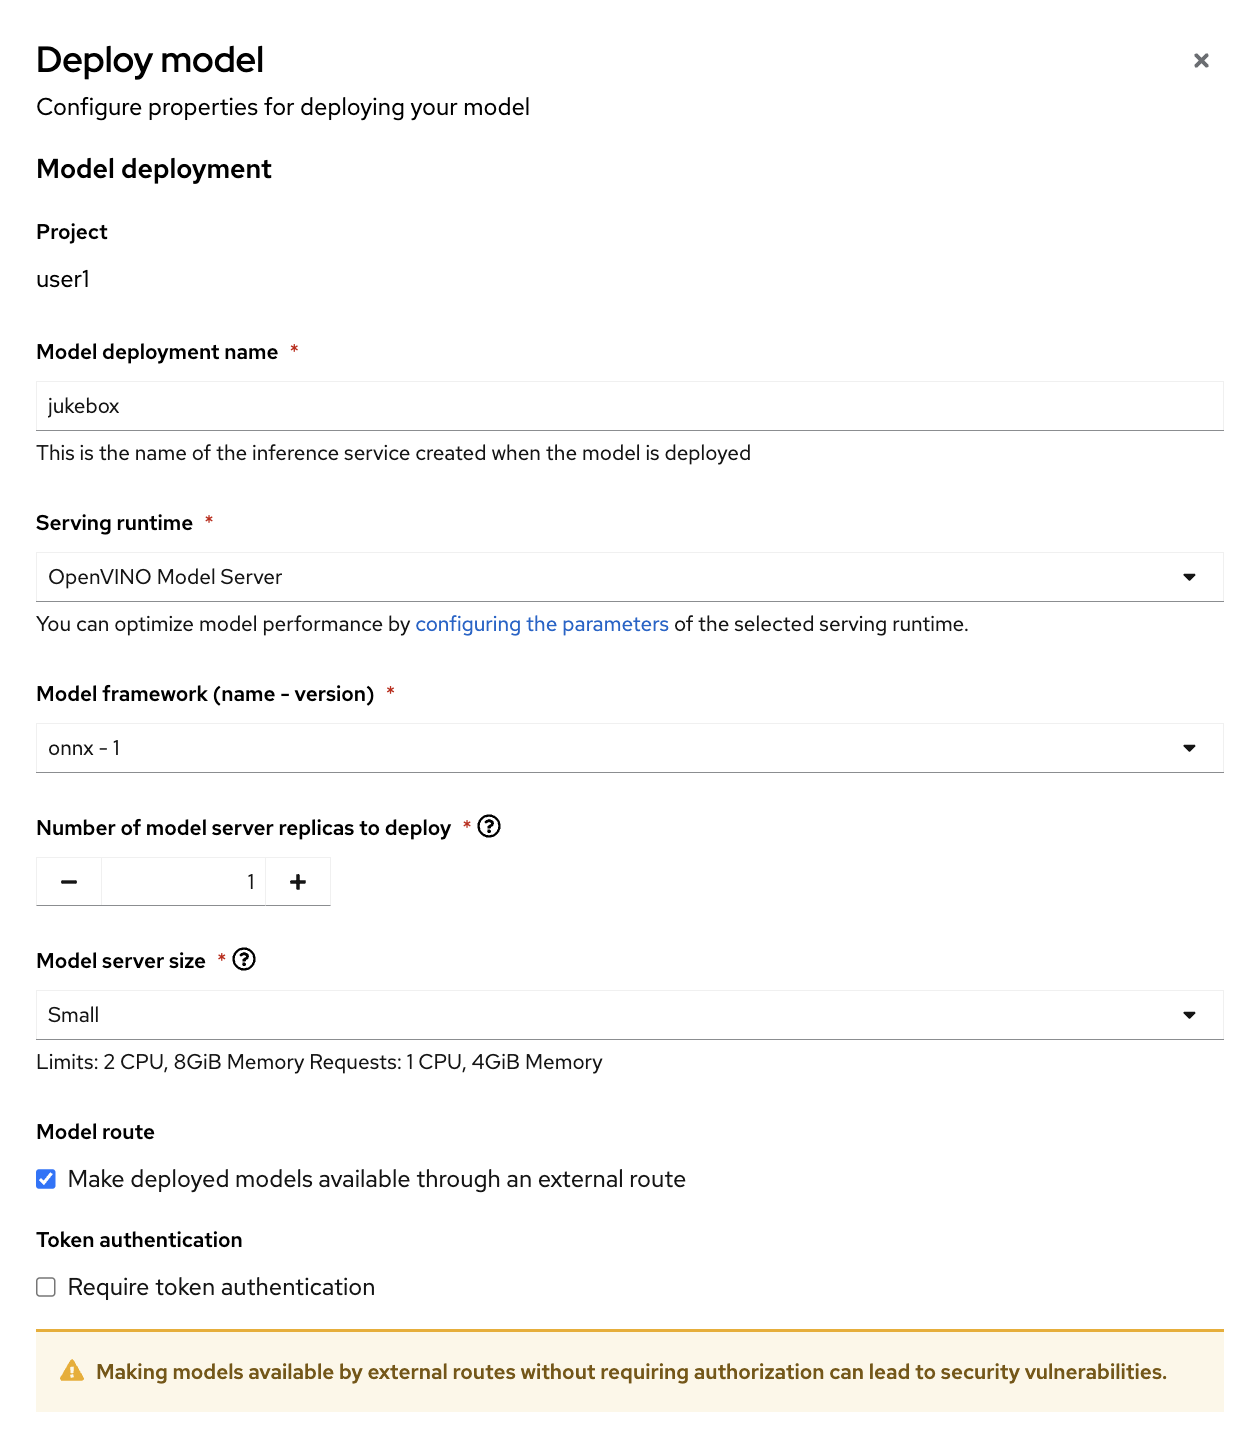 Deploy model
Configure properties for deploying your model
Model deployment
Project
user1
Model deployment name *
jukebox
This is the name of the inference service created when the model is deployed
Serving runtime *
OpenVINO Model Server
You can optimize model performance by configuring the parameters of the selected serving runtime.
Model framework (name - version) *
onnx - 1
Number of model server replicas to deploy *
1
Model server size *
Small
Limits: 2 CPU, 8GiB Memory Requests: 1 CPU, 4GiB Memory
Model route
Make deployed models available through an external route
Token authentication
Require token authentication
Making models available by external routes without requiring authorization can lead to security vulnerabilities.